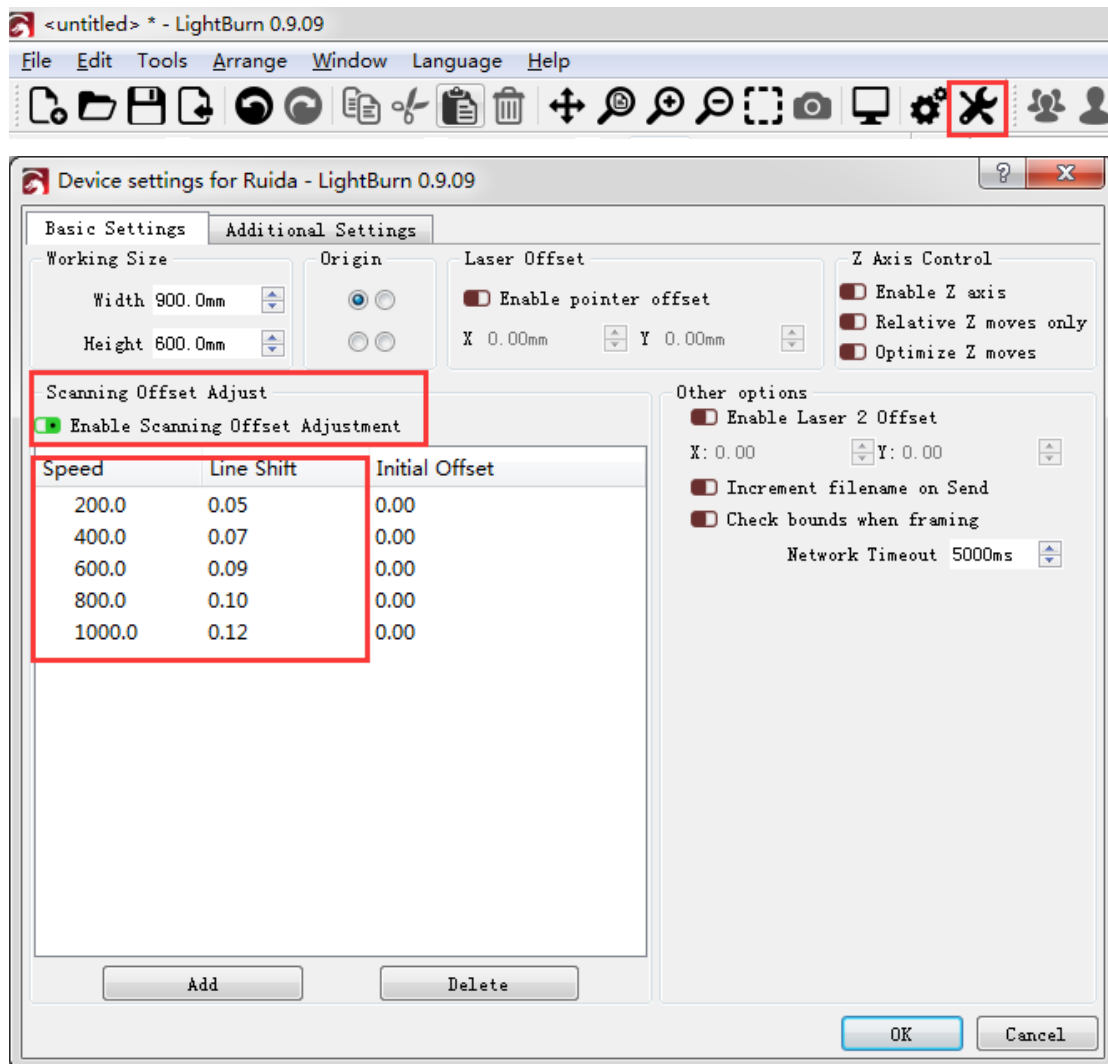 <untitled> * - LightBurn 0.9.09
File Edit Tools Arrange Window Language Help
Device settings for Ruida - LightBurn 0.9.09
Basic Settings Additional Settings
Working Size Origin Laser Offset Z Axis Control
Width 900.0mm Enable pointer offset Enable Z axis
Height 600.0mm X 0.00mm Y 0.00mm Relative Z moves only
Optimize Z moves
Scanning Offset Adjust Other options
Enable Scanning Offset Adjustment Enable Laser 2 Offset
X: 0.00 Y: 0.00
Speed Line Shift Initial Offset
Increment filename on Send
200.0 0.05 0.00
Check bounds when framing
400.0 0.07 0.00
Network Timeout 5000ms
600.0 0.09 0.00
800.0 0.10 0.00
1000.0 0.12 0.00
Add Delete
OK Cancel